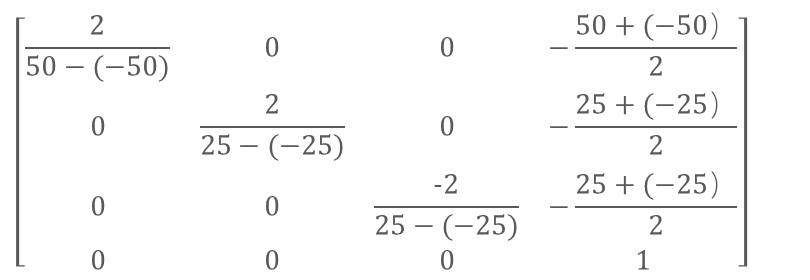 2 50 + (−50)
50 − (−50) 0 0 − 2
2 25 + (−25)
0 25 − (−25) 0 − 2
-2 25 + (−25)
0 0 25 − (−25) − 2
0 0 0 1